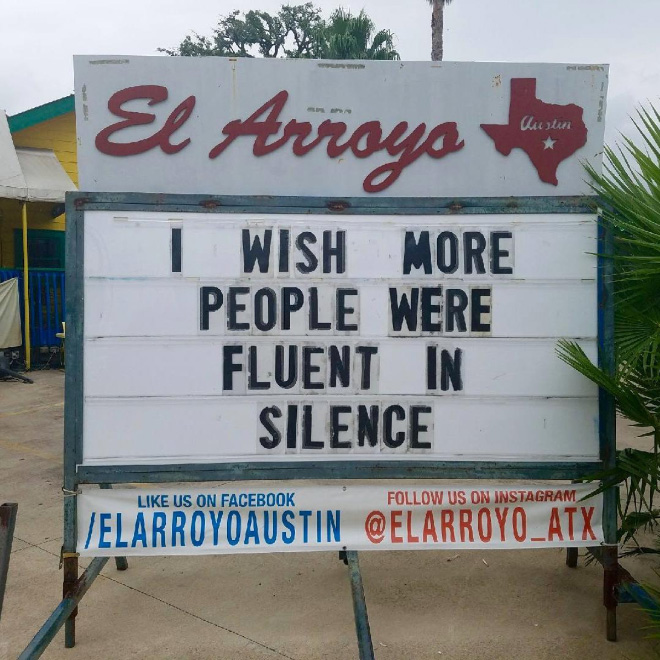 El Arroyo
Austin
I WISH MORE
PEOPLE WERE
FLUENT IN
SILENCE
LIKE US ON FACEBOOK
/ELARROYOAUSTIN
FOLLOW US ON INSTAGRAM
@ELARROYO_ATX